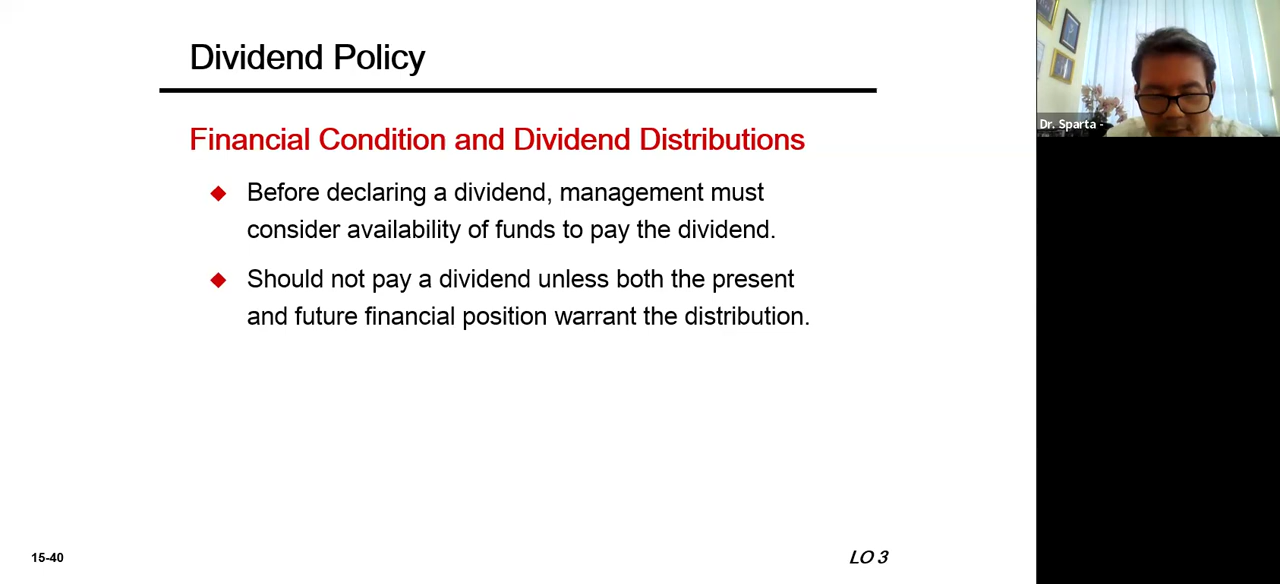 Dividend Policy
Financial Condition and Dividend Distributions
Before declaring a dividend, management must
consider availability of funds to pay the dividend.
Should not pay a dividend unless both the present
and future financial position warrant the distribution.
15-40
LO 3
Dr. Sparta -